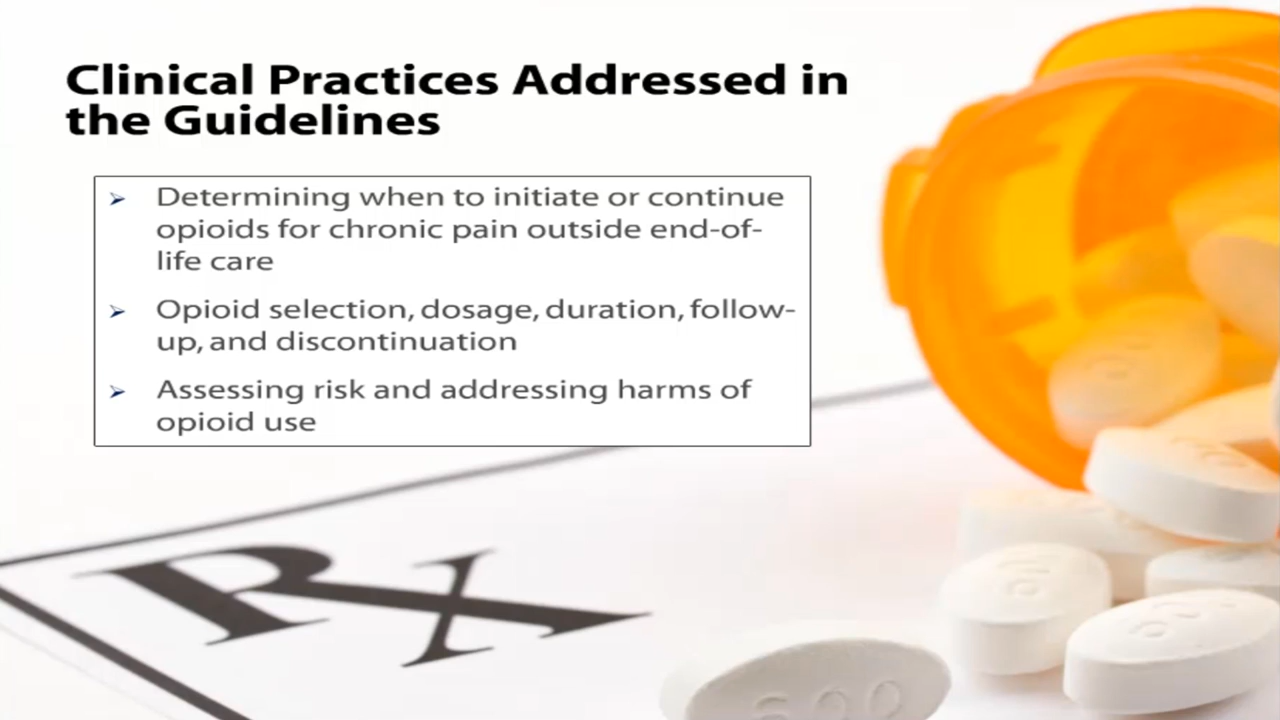 Clinical Practices Addressed in
the Guidelines
➢ Determining when to initiate or continue
opioids for chronic pain outside end-of-
life care
➢ Opioid selection, dosage, duration, follow-
up, and discontinuation
➢ Assessing risk and addressing harms of
opioid use
Rx
600